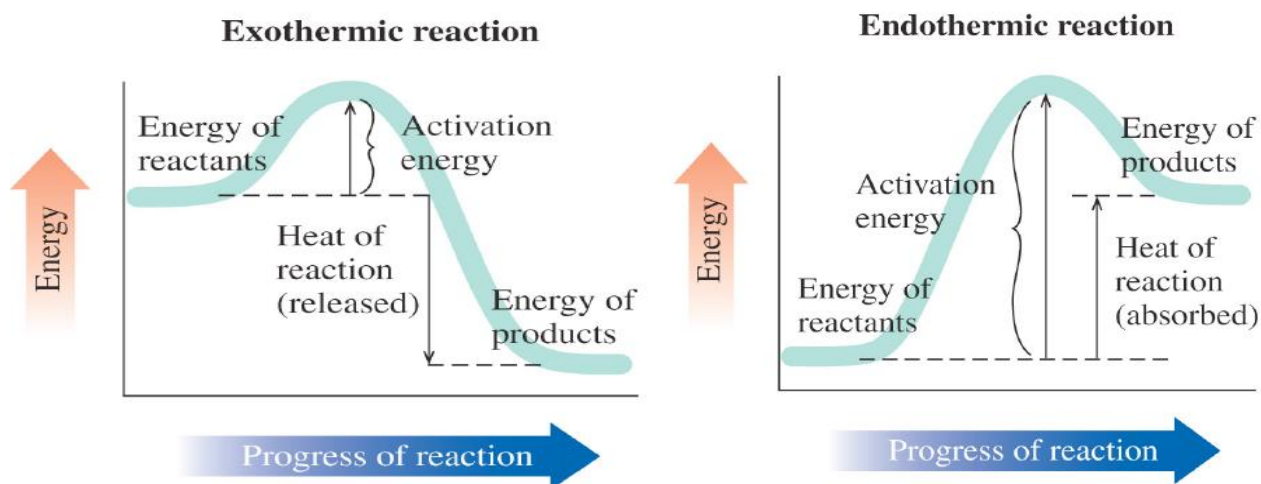 Exothermic reaction
Energy of
reactants
Activation
energy
Heat of
reaction
(released)
Energy of
products
Energy
Progress of reaction
Endothermic reaction
Energy of
products
Activation
energy
Heat of
reaction
(absorbed)
Energy of
reactants
Energy
Progress of reaction